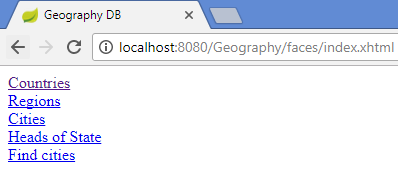 Geography DB
localhost:8080/Geography/faces/index.xhtml
Countries
Regions
Cities
Heads of State
Find cities